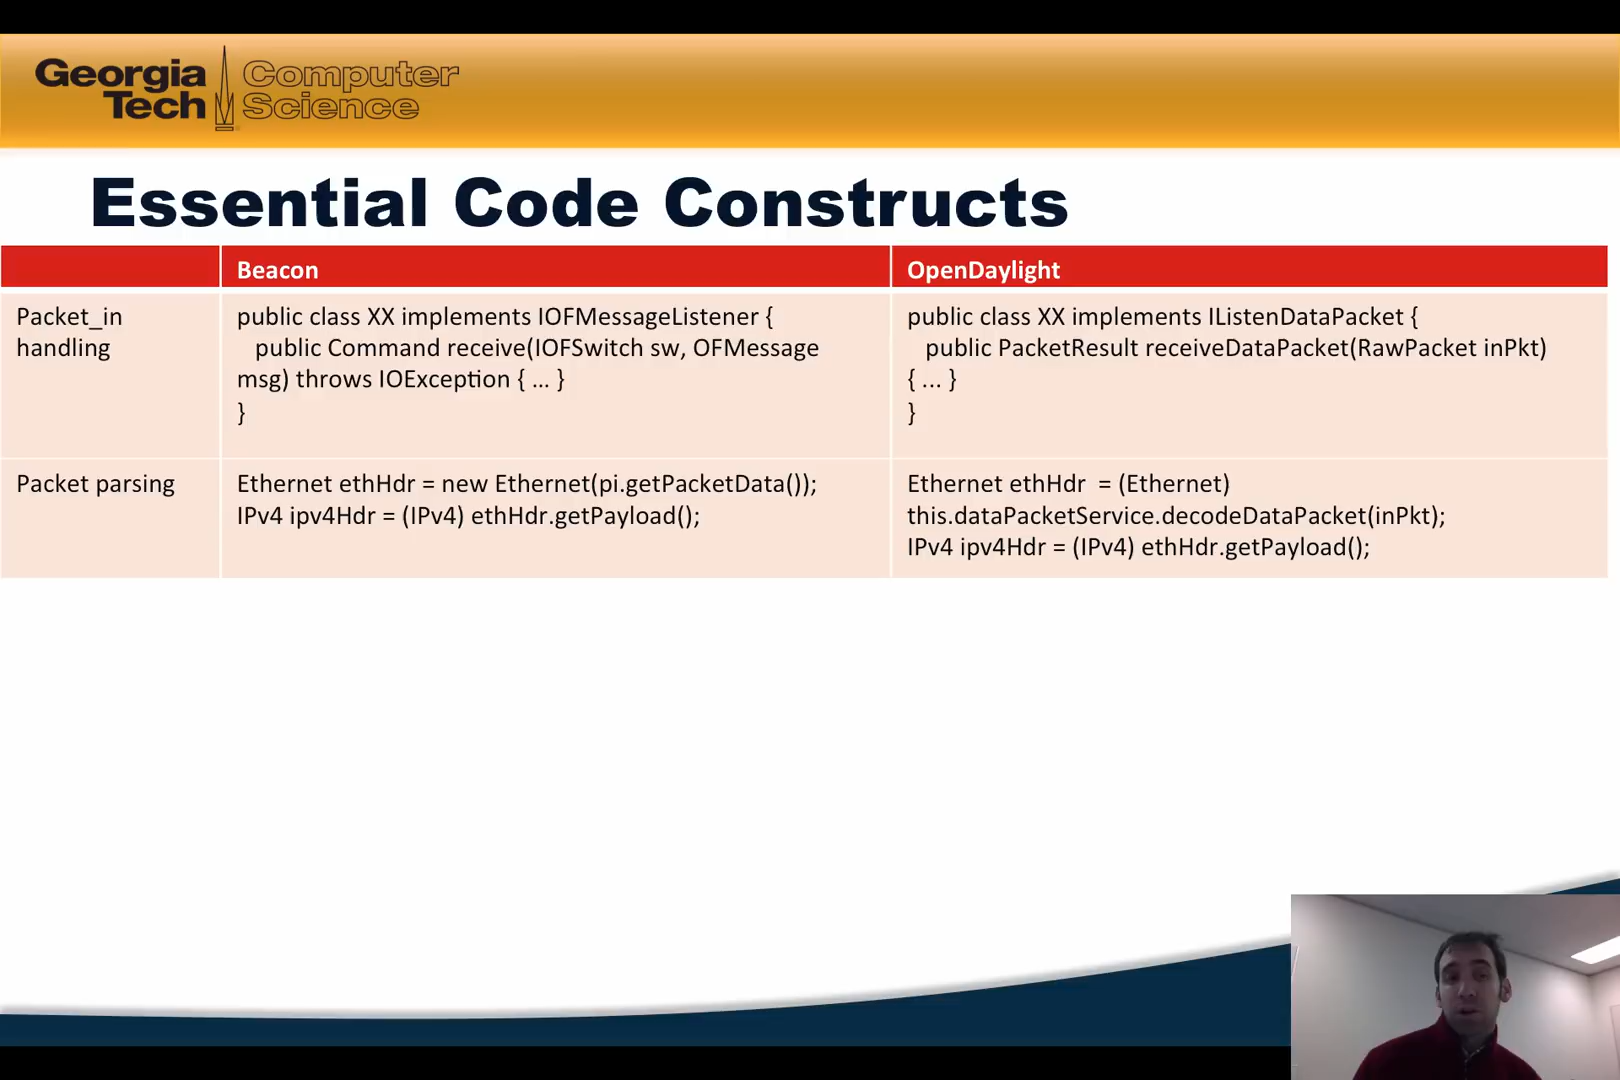 Georgia Tech
Computer Science
Essential Code Constructs
Beacon
OpenDaylight
Packet_in
handling
public class XX implements IOFMessageListener {
public Command receive(IOFSwitch sw, OFMessage
msg) throws IOException { ... }
}
public class XX implements IListenDataPacket {
public PacketResult receiveDataPacket(RawPacket inPkt)
{ ... }
}
Packet parsing
Ethernet ethHdr = new Ethernet(pi.getPacketData());
IPv4 ipv4Hdr = (IPv4) ethHdr.getPayload();
Ethernet ethHdr  = (Ethernet)
this.dataPacketService.decodeDataPacket(inPkt);
IPv4 ipv4Hdr = (IPv4) ethHdr.getPayload();